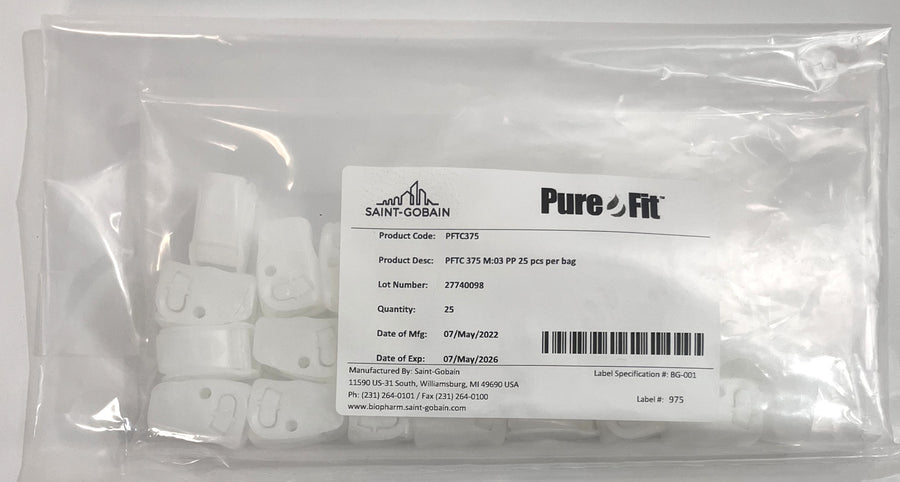 SAINT-GOBAIN
Pure Fit™
Product Code: PFTC375
Product Desc: PFTC 375 M:03 PP 25 pcs per bag
Lot Number: 27740098
Quantity: 25
Date of Mfg: 07/May/2022
Date of Exp: 07/May/2026
Manufactured By: Saint-Gobain
Label Specification #: BG-001
11590 US-31 South, Williamsburg, MI 49690 USA
Ph: (231) 264-0101 / Fax (231) 264-0100
Label #: 975
www.biopharm.saint-gobain.com